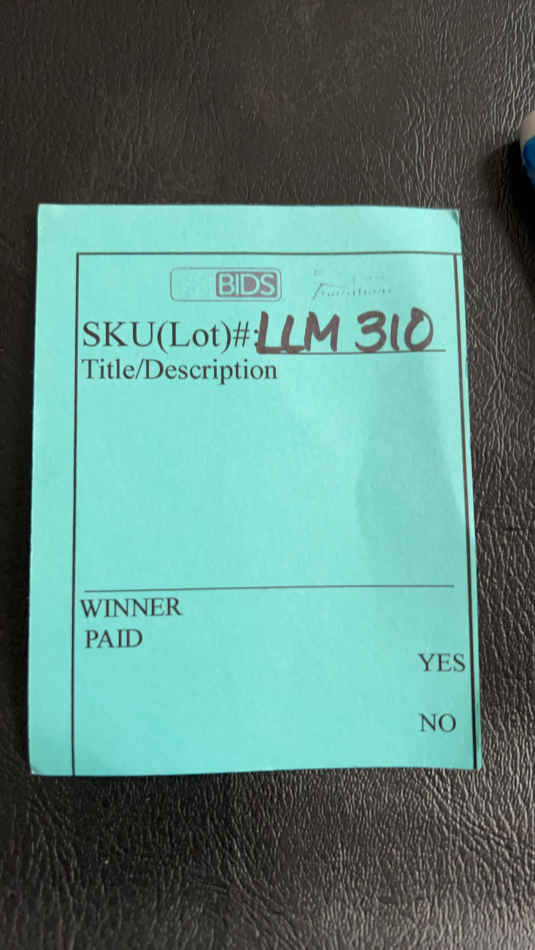 BIDS
SKU(Lot)#: LLM 310
Title/Description
WINNER
PAID
YES
NO